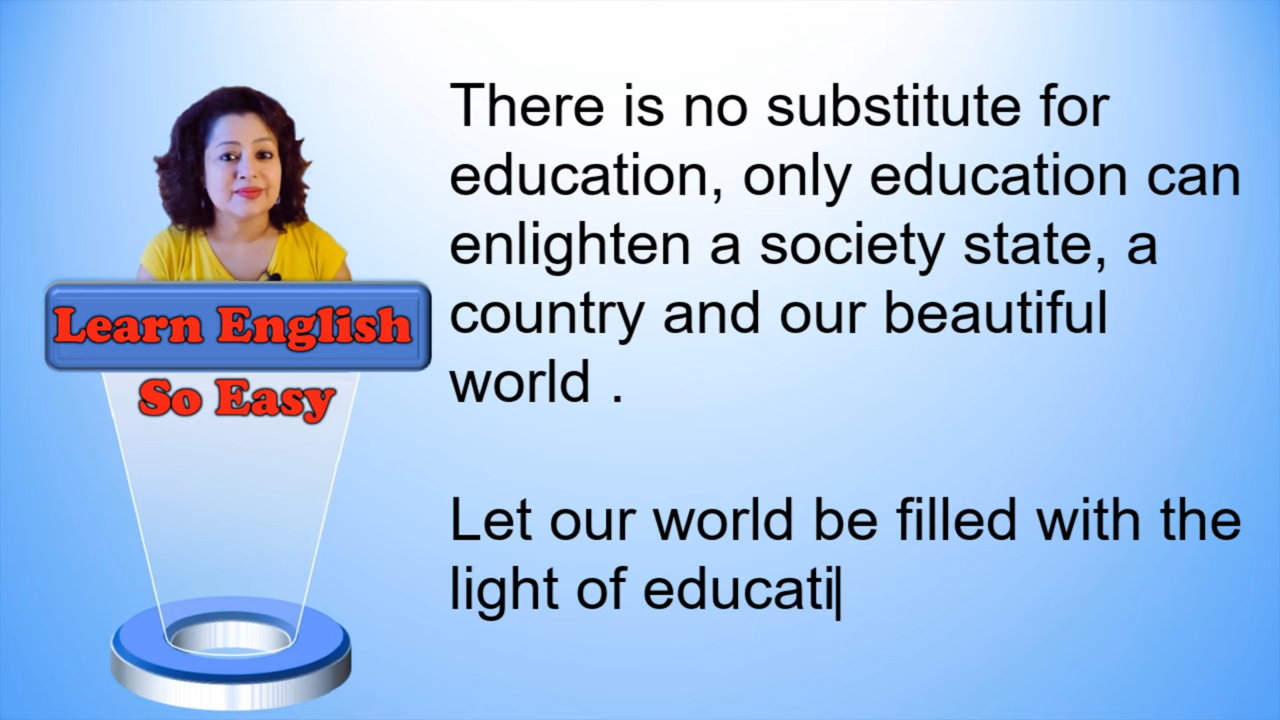 Learn English
So Easy
There is no substitute for
education, only education can
enlighten a society state, a
country and our beautiful
world .
Let our world be filled with the
light of educati